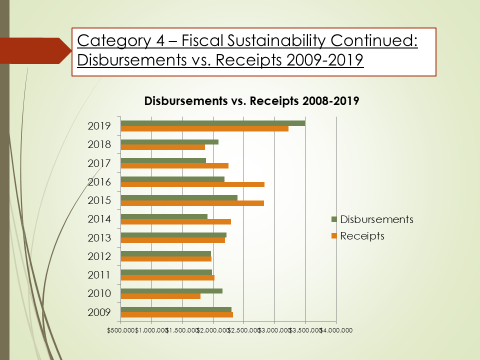 Category 4 – Fiscal Sustainability Continued:
Disbursements vs. Receipts 2009-2019
Disbursements vs. Receipts 2008-2019
2019
2018
2017
2016
2015
2014
2013
2012
2011
2010
2009
Disbursements
Receipts
$500,000 $1,000,000 $1,500,000 $2,000,000 $2,500,000 $3,000,000 $3,500,000 $4,000,000